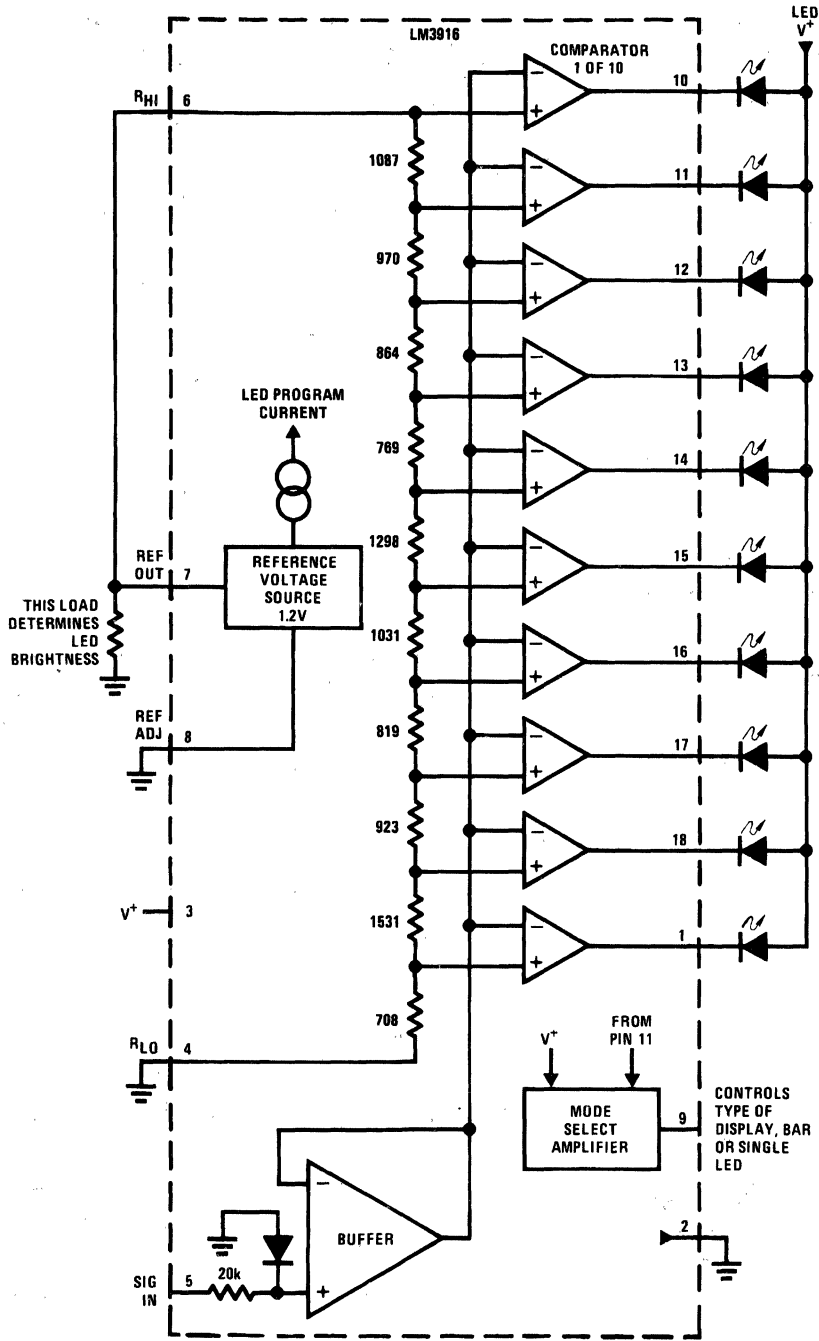 LED
V+
LM3916
COMPARATOR
1 OF 10
RHI
6
10
1087
11
970
12
864
13
LED PROGRAM
CURRENT
769
14
1298
15
REF
OUT
7
REFERENCE
VOLTAGE
SOURCE
1.2V
THIS LOAD
DETERMINES
LED
BRIGHTNESS
1031
16
REF
ADJ
8
819
17
923
18
V+
3
1531
1
708
RLO
4
V+
FROM
PIN 11
MODE
SELECT
AMPLIFIER
9
CONTROLS
TYPE OF
DISPLAY, BAR
OR SINGLE
LED
BUFFER
2
SIG
IN
5
20k